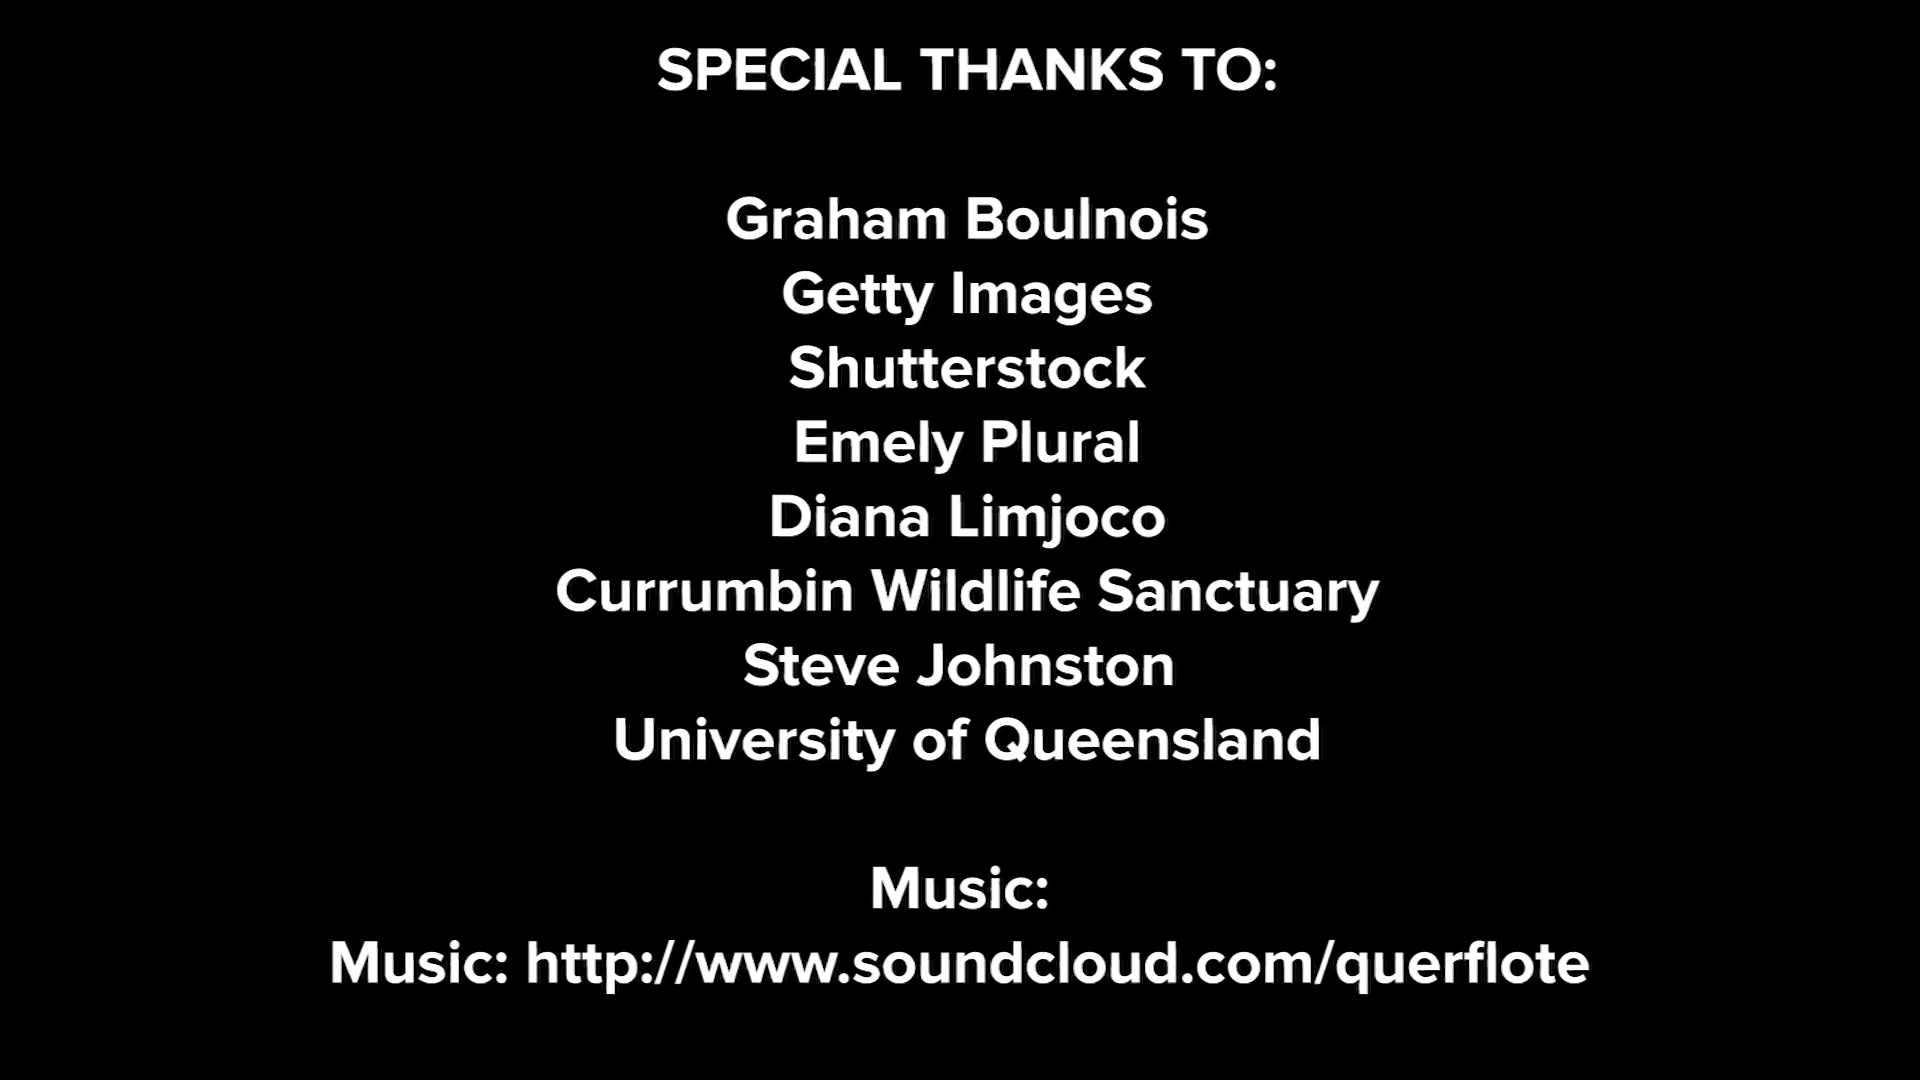 SPECIAL THANKS TO:
Graham Boulnois
Getty Images
Shutterstock
Emely Plural
Diana Limjoco
Currumbin Wildlife Sanctuary
Steve Johnston
University of Queensland
Music:
Music: http://www.soundcloud.com/querflote